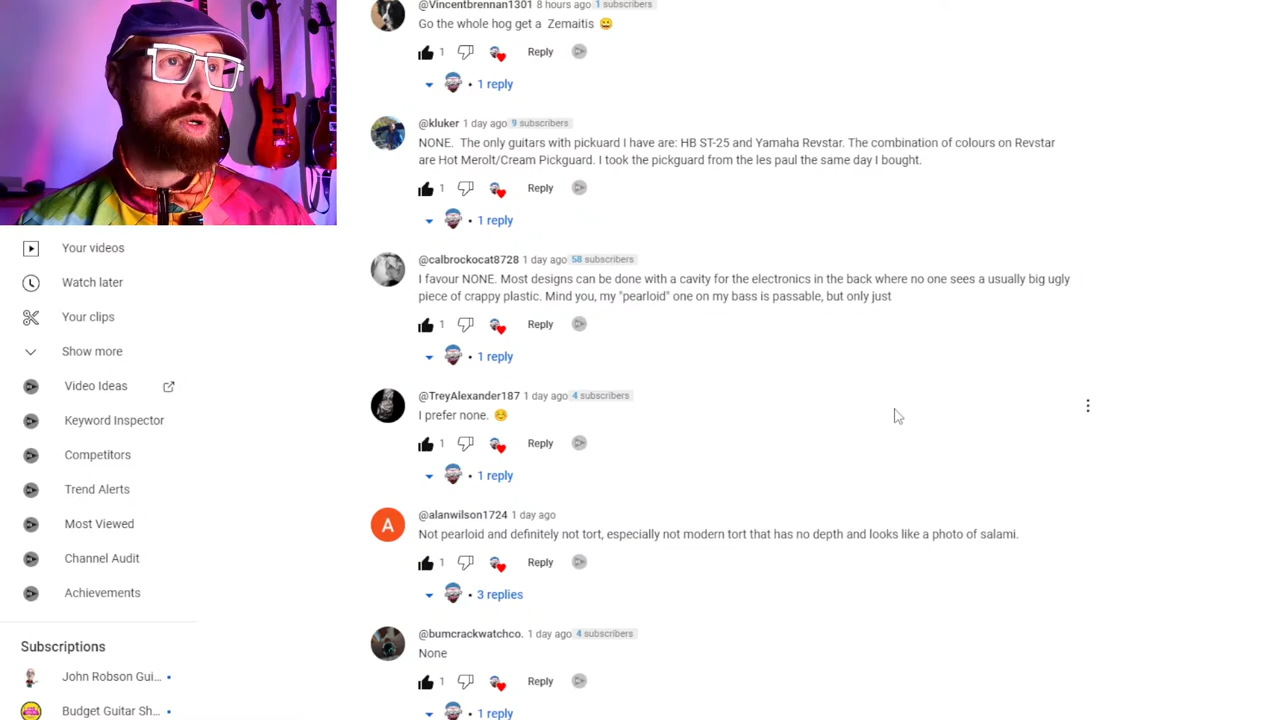 @Vincentbrennan1301 8 hours ago 1 subscribers
Go the whole hog get a Zemaitis 😀
1 Reply
• 1 reply
@kluker 1 day ago 9 subscribers
NONE. The only guitars with pickuard I have are: HB ST-25 and Yamaha Revstar. The combination of colours on Revstar
are Hot Merolt/Cream Pickguard. I took the pickguard from the les paul the same day I bought.
1 Reply
• 1 reply
@calbrockocat8728 1 day ago 58 subscribers
I favour NONE. Most designs can be done with a cavity for the electronics in the back where no one sees a usually big ugly
piece of crappy plastic. Mind you, my "pearloid" one on my bass is passable, but only just
1 Reply
• 1 reply
@TreyAlexander187 1 day ago 4 subscribers
I prefer none. ☺️
1 Reply
• 1 reply
@alanwilson1724 1 day ago
A
Not pearloid and definitely not tort, especially not modern tort that has no depth and looks like a photo of salami.
Reply
• 3 replies
@bumcrackwatchco. 1 day ago 4 subscribers
None
1 Reply
• 1 reply
Your videos
Watch later
Your clips
Show more
Video Ideas
Keyword Inspector
Competitors
Trend Alerts
Most Viewed
Channel Audit
Achievements
Subscriptions
John Robson Gui... •
Budget Guitar Sh... •